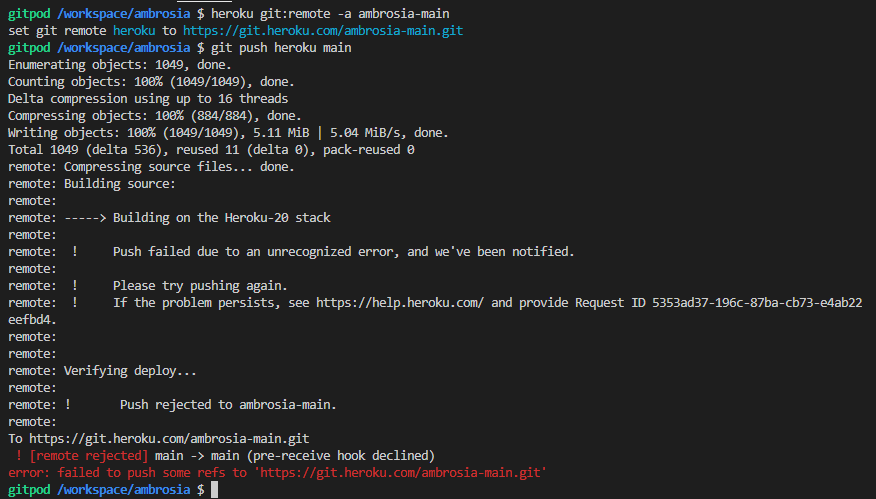 gitpod /workspace/ambrosia $ heroku git:remote -a ambrosia-main
set git remote heroku to https://git.heroku.com/ambrosia-main.git
gitpod /workspace/ambrosia $ git push heroku main
Enumerating objects: 1049, done.
Counting objects: 100% (1049/1049), done.
Delta compression using up to 16 threads
Compressing objects: 100% (884/884), done.
Writing objects: 100% (1049/1049), 5.11 MiB | 5.04 MiB/s, done.
Total 1049 (delta 536), reused 11 (delta 0), pack-reused 0
remote: Compressing source files... done.
remote: Building source:
remote:
remote: -----> Building on the Heroku-20 stack
remote:
remote:  !     Push failed due to an unrecognized error, and we've been notified.
remote:
remote:  !     Please try pushing again.
remote:  !     If the problem persists, see https://help.heroku.com/ and provide Request ID 5353ad37-196c-87ba-cb73-e4ab22
eefbd4.
remote:
remote:
remote: Verifying deploy...
remote:
remote: !       Push rejected to ambrosia-main.
remote:
To https://git.heroku.com/ambrosia-main.git
 ! [remote rejected] main -> main (pre-receive hook declined)
error: failed to push some refs to 'https://git.heroku.com/ambrosia-main.git'
gitpod /workspace/ambrosia $